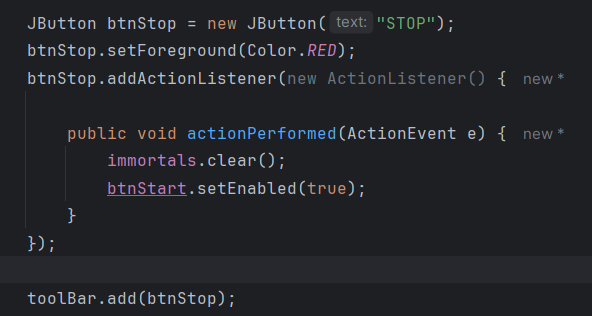 JButton btnStop = new JButton( text: "STOP");
btnStop.setForeground(Color.RED);
btnStop.addActionListener(new ActionListener() { new *
public void actionPerformed(ActionEvent e) { new *
immortals.clear();
btnStart.setEnabled(true);
}
});
toolBar.add(btnStop);